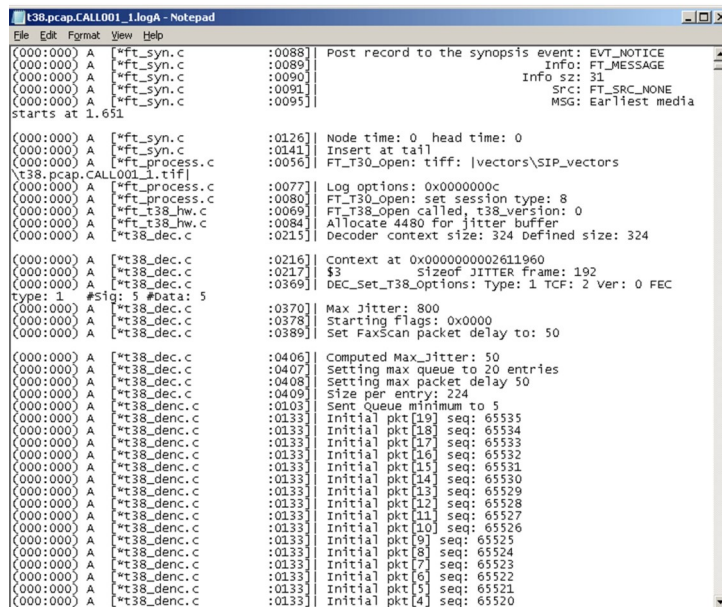 t38.pcap.CALL001_1.logA - Notepad
File Edit Format View Help
(000:000) A [*ft_syn.c :0088]| Post record to the synopsis event: EVT_NOTICE
(000:000) A [*ft_syn.c :0089]| Info: FT_MESSAGE
(000:000) A [*ft_syn.c :0090]| Info sz: 31
(000:000) A [*ft_syn.c :0091]| Src: FT_SRC_NONE
(000:000) A [*ft_syn.c :0095]| MSG: Earliest media
starts at 1.651
(000:000) A [*ft_syn.c :0126]| Node time: 0 head time: 0
(000:000) A [*ft_syn.c :0141]| Insert at tail
(000:000) A [*ft_process.c :0056]| FT_T30_Open: tiff: |vectors\SIP_vectors
\t38.pcap.CALL001_1.tif|
(000:000) A [*ft_process.c :0077]| Log options: 0x0000000c
(000:000) A [*ft_process.c :0080]| FT_T30_Open: set session type: 8
(000:000) A [*ft_t38_hw.c :0069]| FT_T38_Open called, t38_version: 0
(000:000) A [*ft_t38_hw.c :0084]| Allocate 4480 for jitter buffer
(000:000) A [*t38_dec.c :0215]| Decoder context size: 324 Defined size: 324
(000:000) A [*t38_dec.c :0216]| Context at 0x0000000002611960
(000:000) A [*t38_dec.c :0217]| $3 Sizeof JITTER frame: 192
(000:000) A [*t38_dec.c :0369]| DEC_Set_T38_Options: Type: 1 TCF: 2 Ver: 0 FEC
type: 1 #Sig: 5 #Data: 5
(000:000) A [*t38_dec.c :0370]| Max Jitter: 800
(000:000) A [*t38_dec.c :0378]| Starting flags: 0x0000
(000:000) A [*t38_dec.c :0389]| Set FaxScan packet delay to: 50
(000:000) A [*t38_dec.c :0406]| Computed Max_Jitter: 50
(000:000) A [*t38_dec.c :0407]| Setting max queue to 20 entries
(000:000) A [*t38_dec.c :0408]| Setting max packet delay 50
(000:000) A [*t38_dec.c :0409]| Size per entry: 224
(000:000) A [*t38_denc.c :0103]| Sent Queue minimum to 5
(000:000) A [*t38_denc.c :0133]| Initial pkt[19] seq: 65535
(000:000) A [*t38_denc.c :0133]| Initial pkt[18] seq: 65534
(000:000) A [*t38_denc.c :0133]| Initial pkt[17] seq: 65533
(000:000) A [*t38_denc.c :0133]| Initial pkt[16] seq: 65532
(000:000) A [*t38_denc.c :0133]| Initial pkt[15] seq: 65531
(000:000) A [*t38_denc.c :0133]| Initial pkt[14] seq: 65530
(000:000) A [*t38_denc.c :0133]| Initial pkt[13] seq: 65529
(000:000) A [*t38_denc.c :0133]| Initial pkt[12] seq: 65528
(000:000) A [*t38_denc.c :0133]| Initial pkt[11] seq: 65527
(000:000) A [*t38_denc.c :0133]| Initial pkt[10] seq: 65526
(000:000) A [*t38_denc.c :0133]| Initial pkt[9] seq: 65525
(000:000) A [*t38_denc.c :0133]| Initial pkt[8] seq: 65524
(000:000) A [*t38_denc.c :0133]| Initial pkt[7] seq: 65523
(000:000) A [*t38_denc.c :0133]| Initial pkt[6] seq: 65522
(000:000) A [*t38_denc.c :0133]| Initial pkt[5] seq: 65521
(000:000) A [*t38_denc.c :0133]| Initial pkt[4] seq: 65520